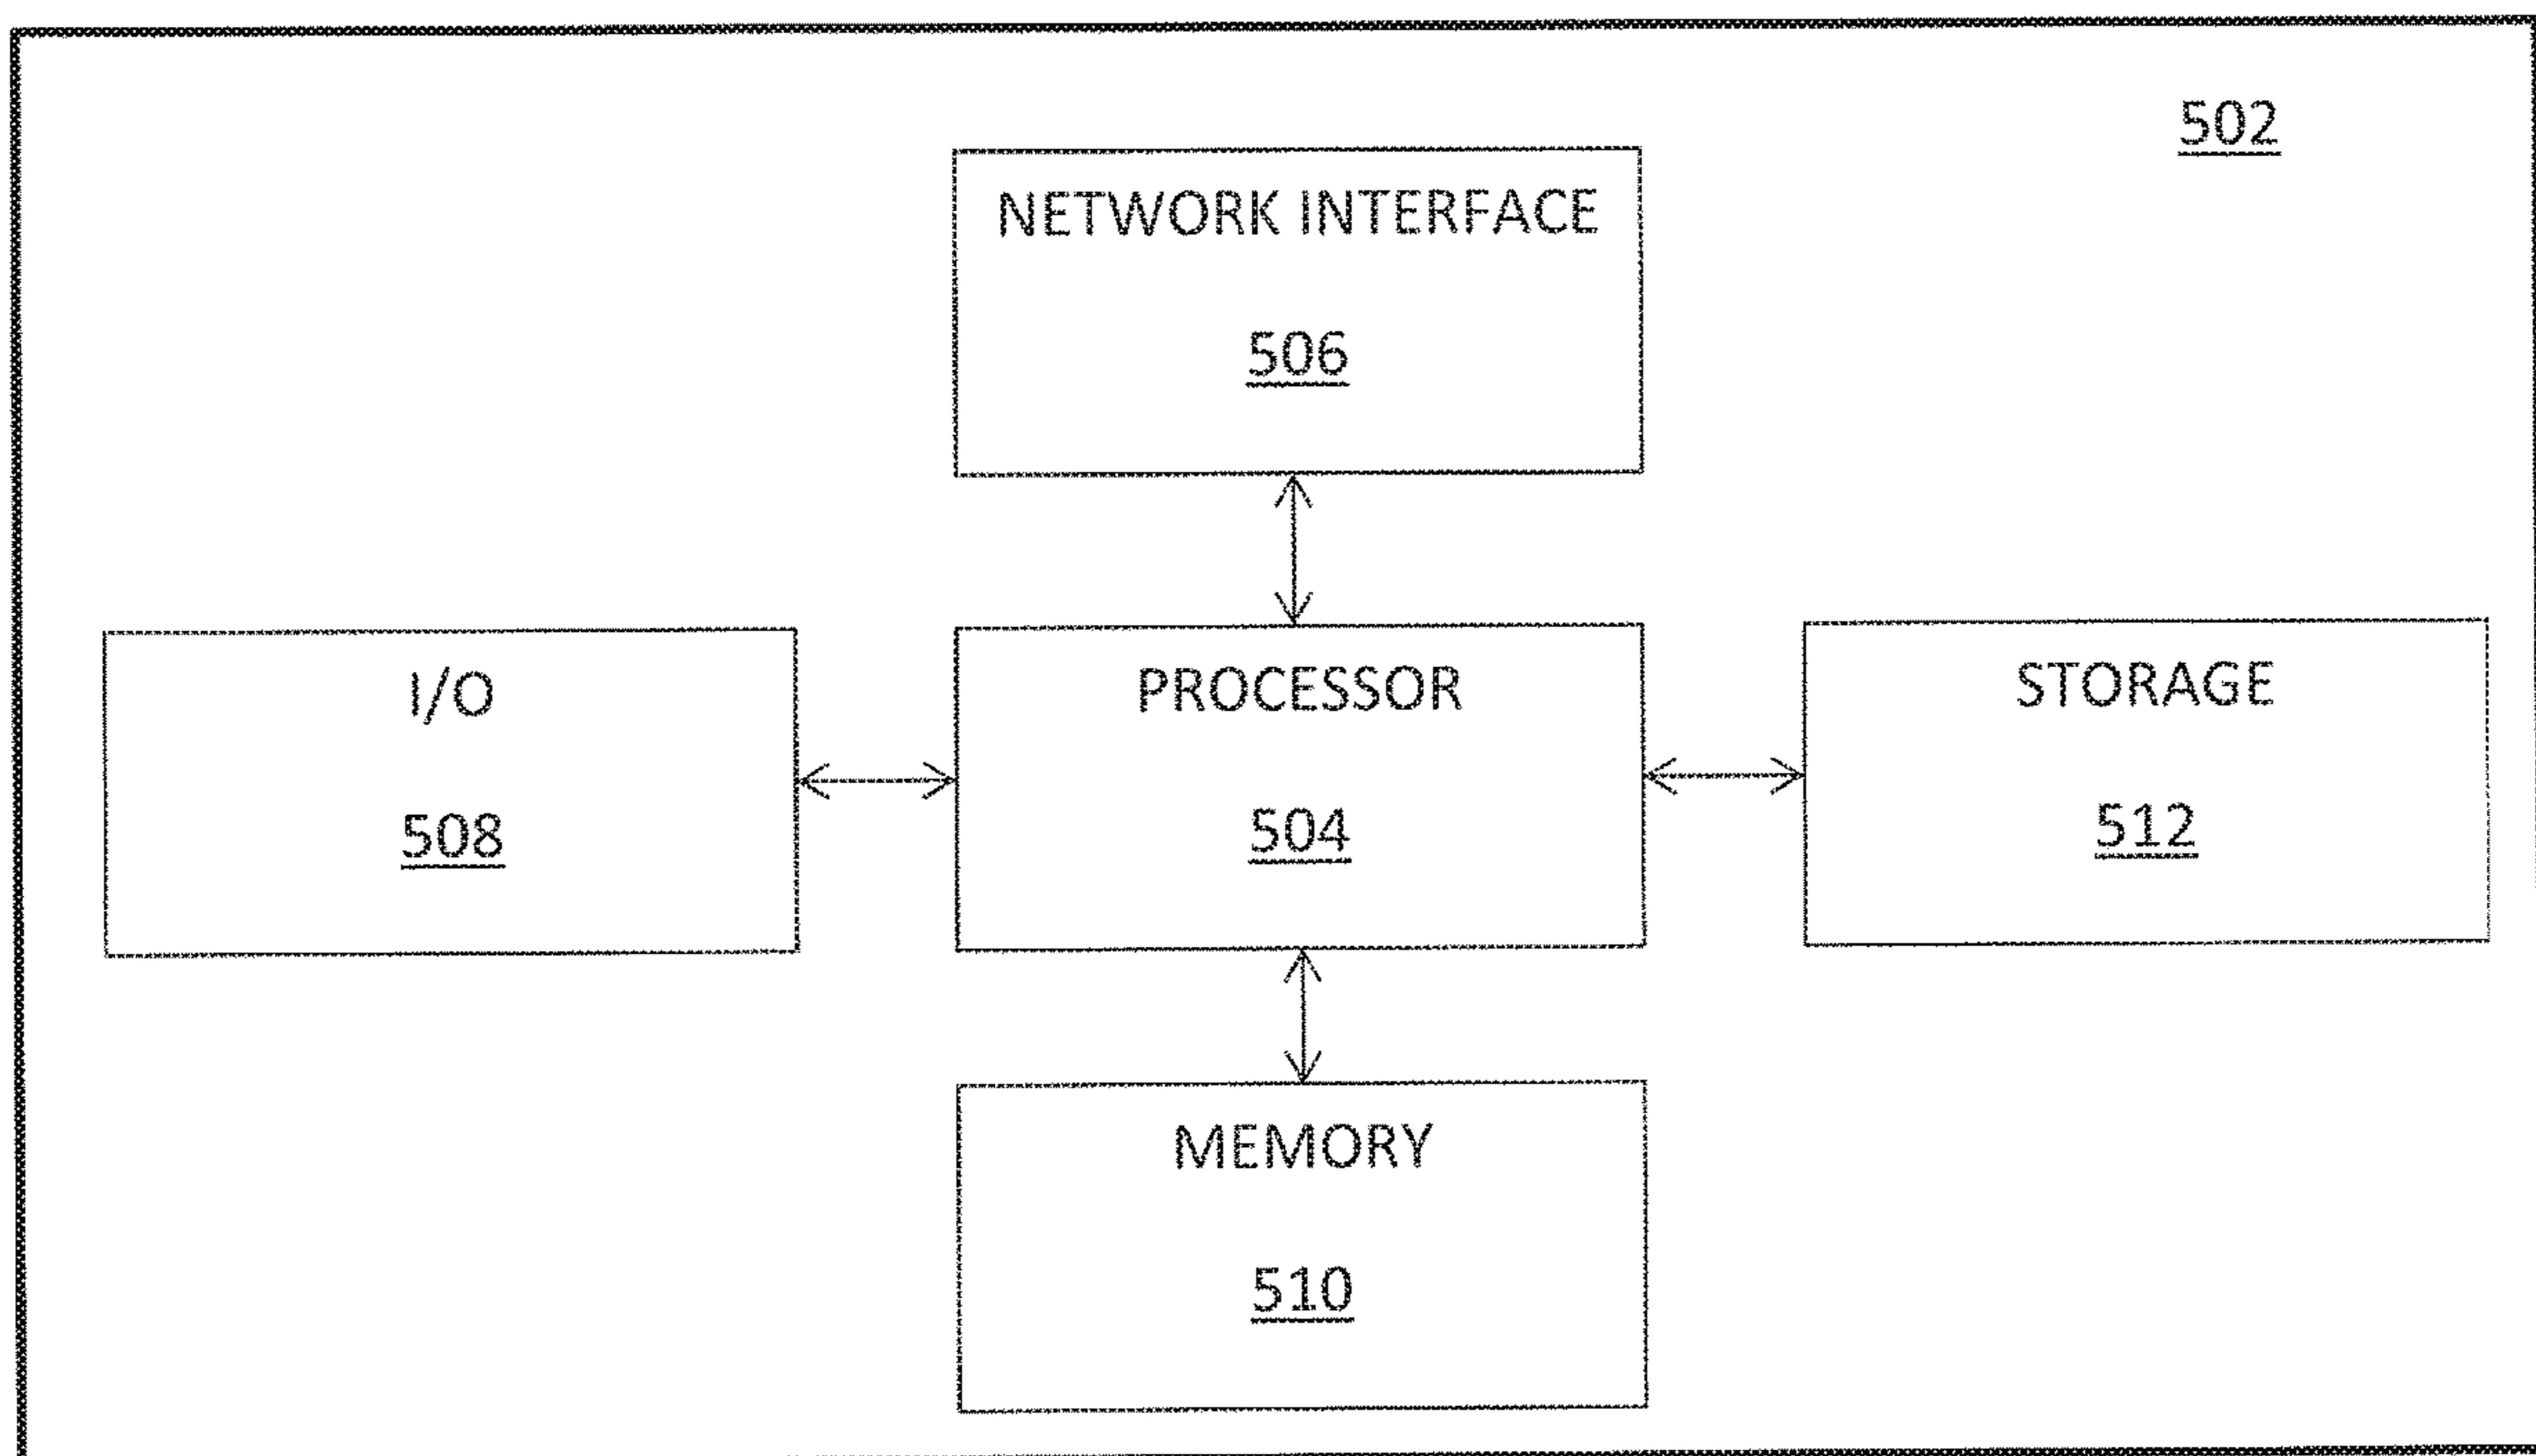 502
NETWORK INTERFACE
506
I/O
508
PROCESSOR
504
STORAGE
512
MEMORY
510